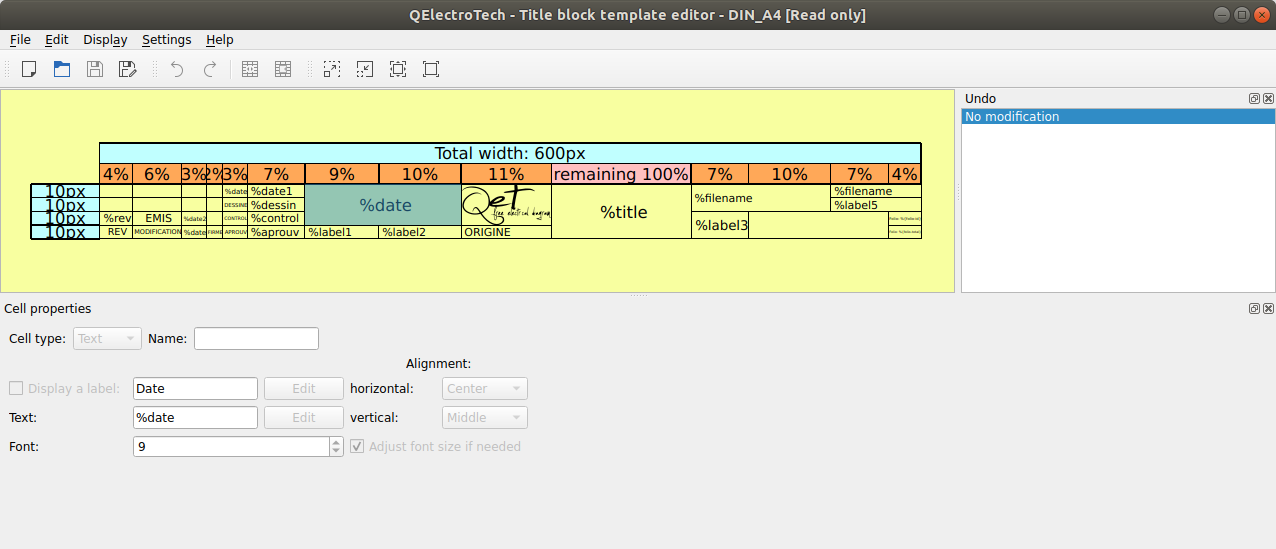 QElectroTech - Title block template editor - DIN_A4 [Read only]
File Edit Display Settings Help
Undo
No modification
Total width: 600px
4% 6% 3% 2% 3% 7% 9% 10% 11% remaining 100% 7% 10% 7% 4%
10px %date %date1 %date Qet %title %filename %filename
10px DESSINE %dessin free electrical diagram %label5
10px %rev EMIS %date2 CONTROL %control %label3
10px REV MODIFICATION %date FIRME APROUV %aprouv %label1 %label2 ORIGINE
Cell properties
Cell type: Text Name:
Alignment:
Display a label: Date Edit horizontal: Center
Text: %date Edit vertical: Middle
Font: 9 Adjust font size if needed